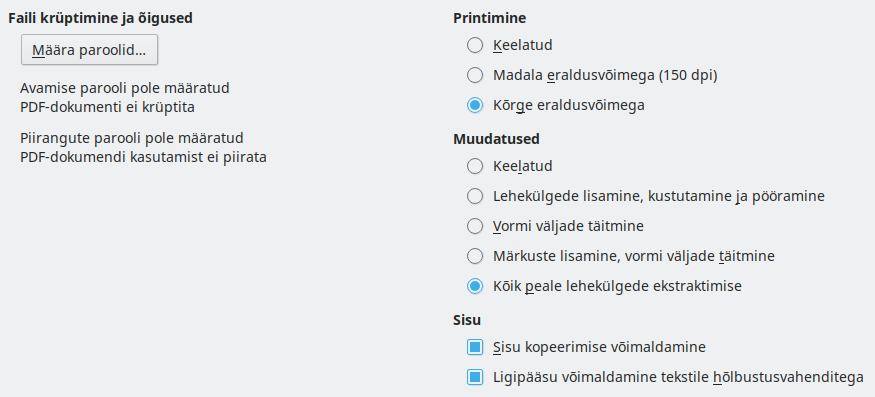 Faili krüptimine ja õigused
Määra paroolid...
Avamise parooli pole määratud
PDF-dokumenti ei krüptita
Piirangute parooli pole määratud
PDF-dokumendi kasutamist ei piirata
Printimine
Keelatud
Madala eraldusvõimega (150 dpi)
Kõrge eraldusvõimega
Muudatused
Keelatud
Lehekülgede lisamine, kustutamine ja pööramine
Vormi väljade täitmine
Märkuste lisamine, vormi väljade täitmine
Kõik peale lehekülgede ekstraktimise
Sisu
Sisu kopeerimise võimaldamine
Ligipääsu võimaldamine tekstile hõlbustusvahenditega